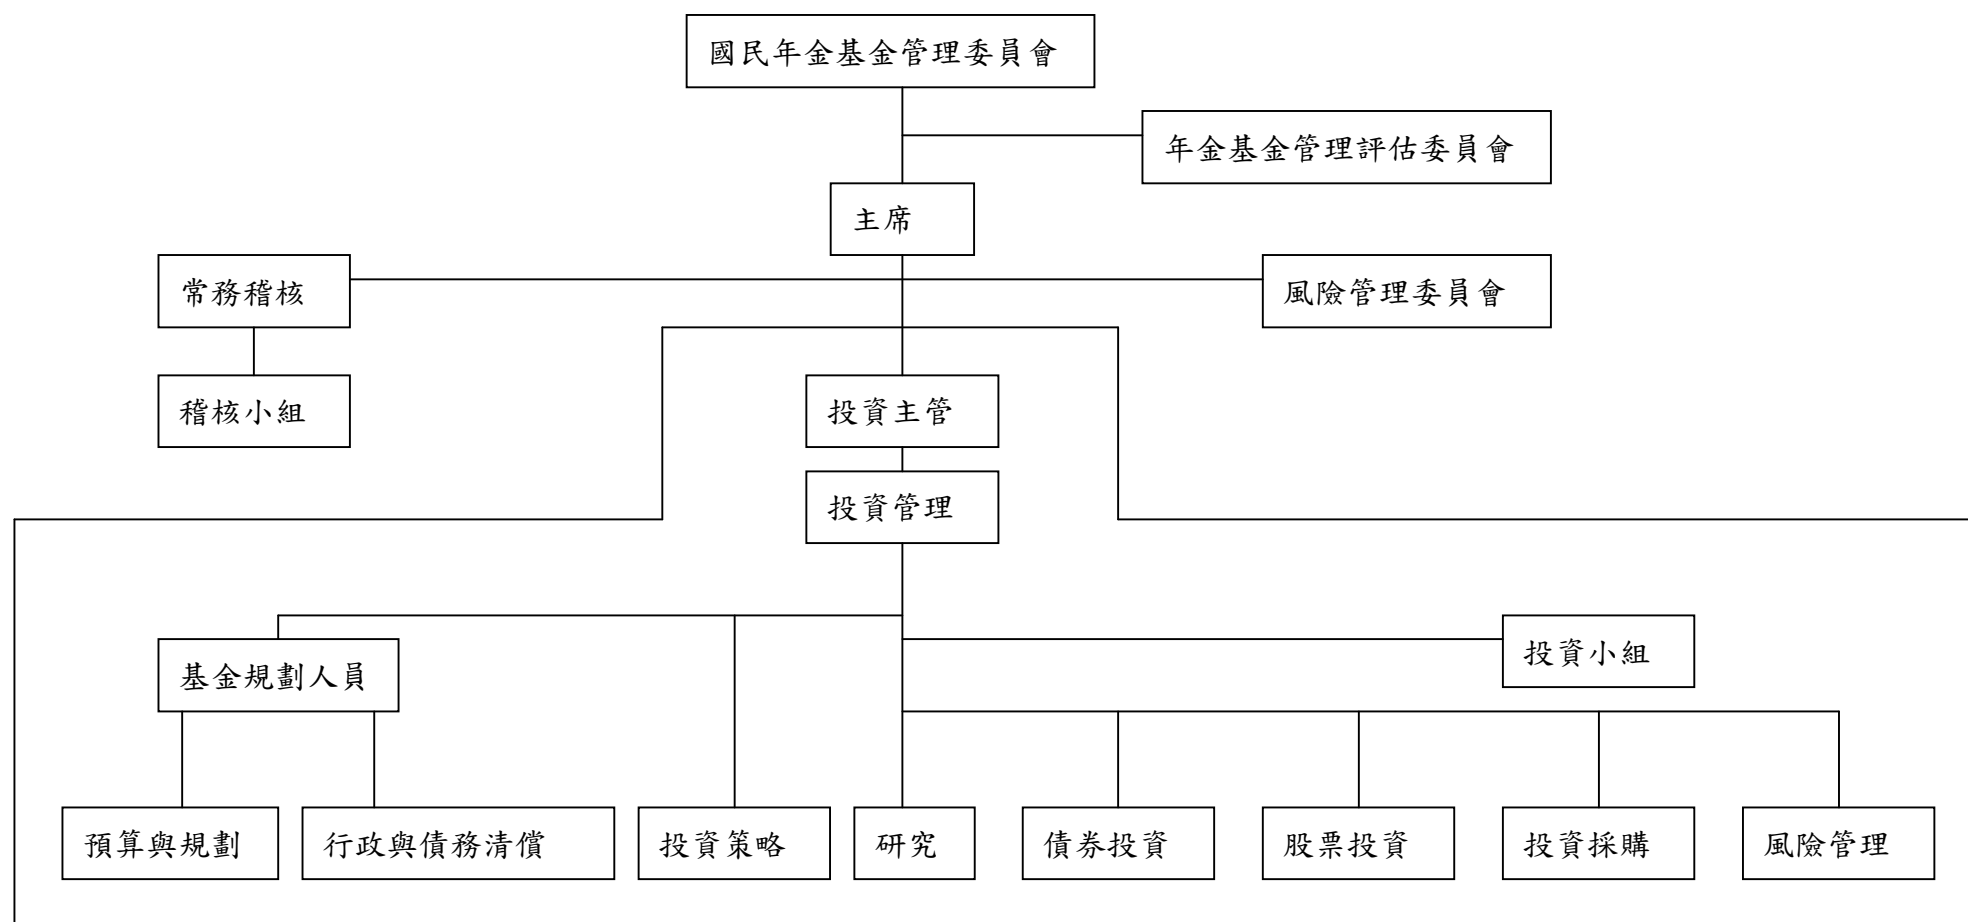 國民年金基金管理委員會
年金基金管理評估委員會
主席
常務稽核
風險管理委員會
稽核小組
投資主管
投資管理
基金規劃人員
投資小組
預算與規劃
行政與債務清償
投資策略
研究
債券投資
股票投資
投資採購
風險管理